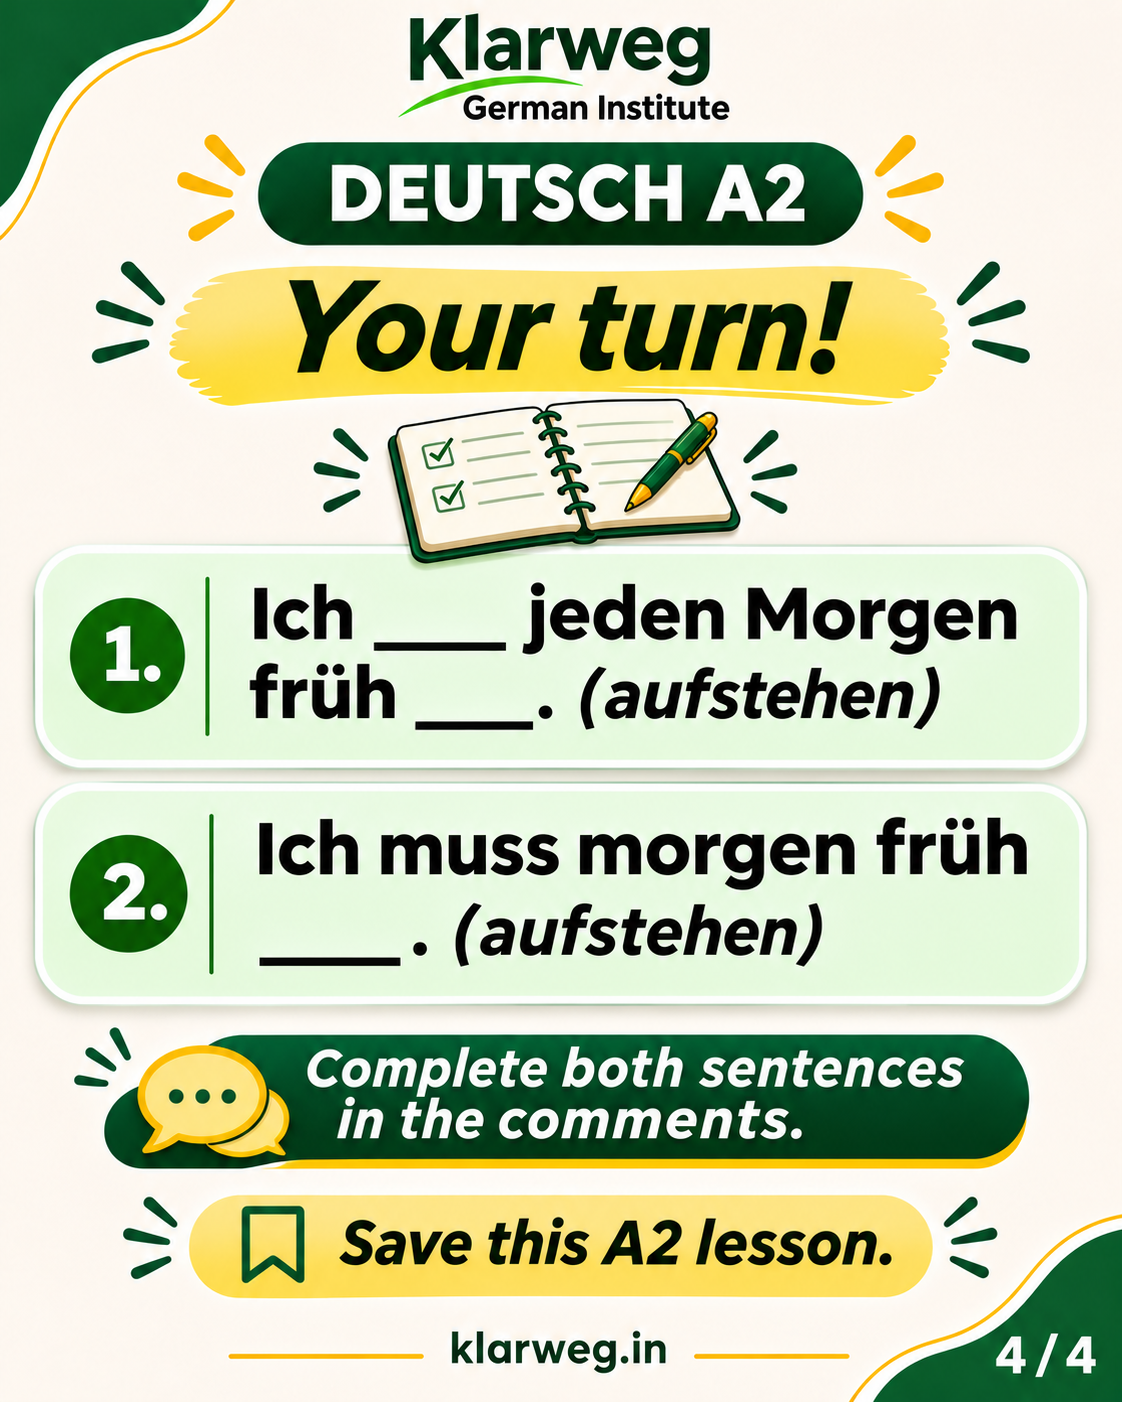 Klarweg
German Institute
DEUTSCH A2
Your turn!
1. Ich ____ jeden Morgen
früh ____. (aufstehen)
2. Ich muss morgen früh
____. (aufstehen)
Complete both sentences
in the comments.
Save this A2 lesson.
klarweg.in
4/4